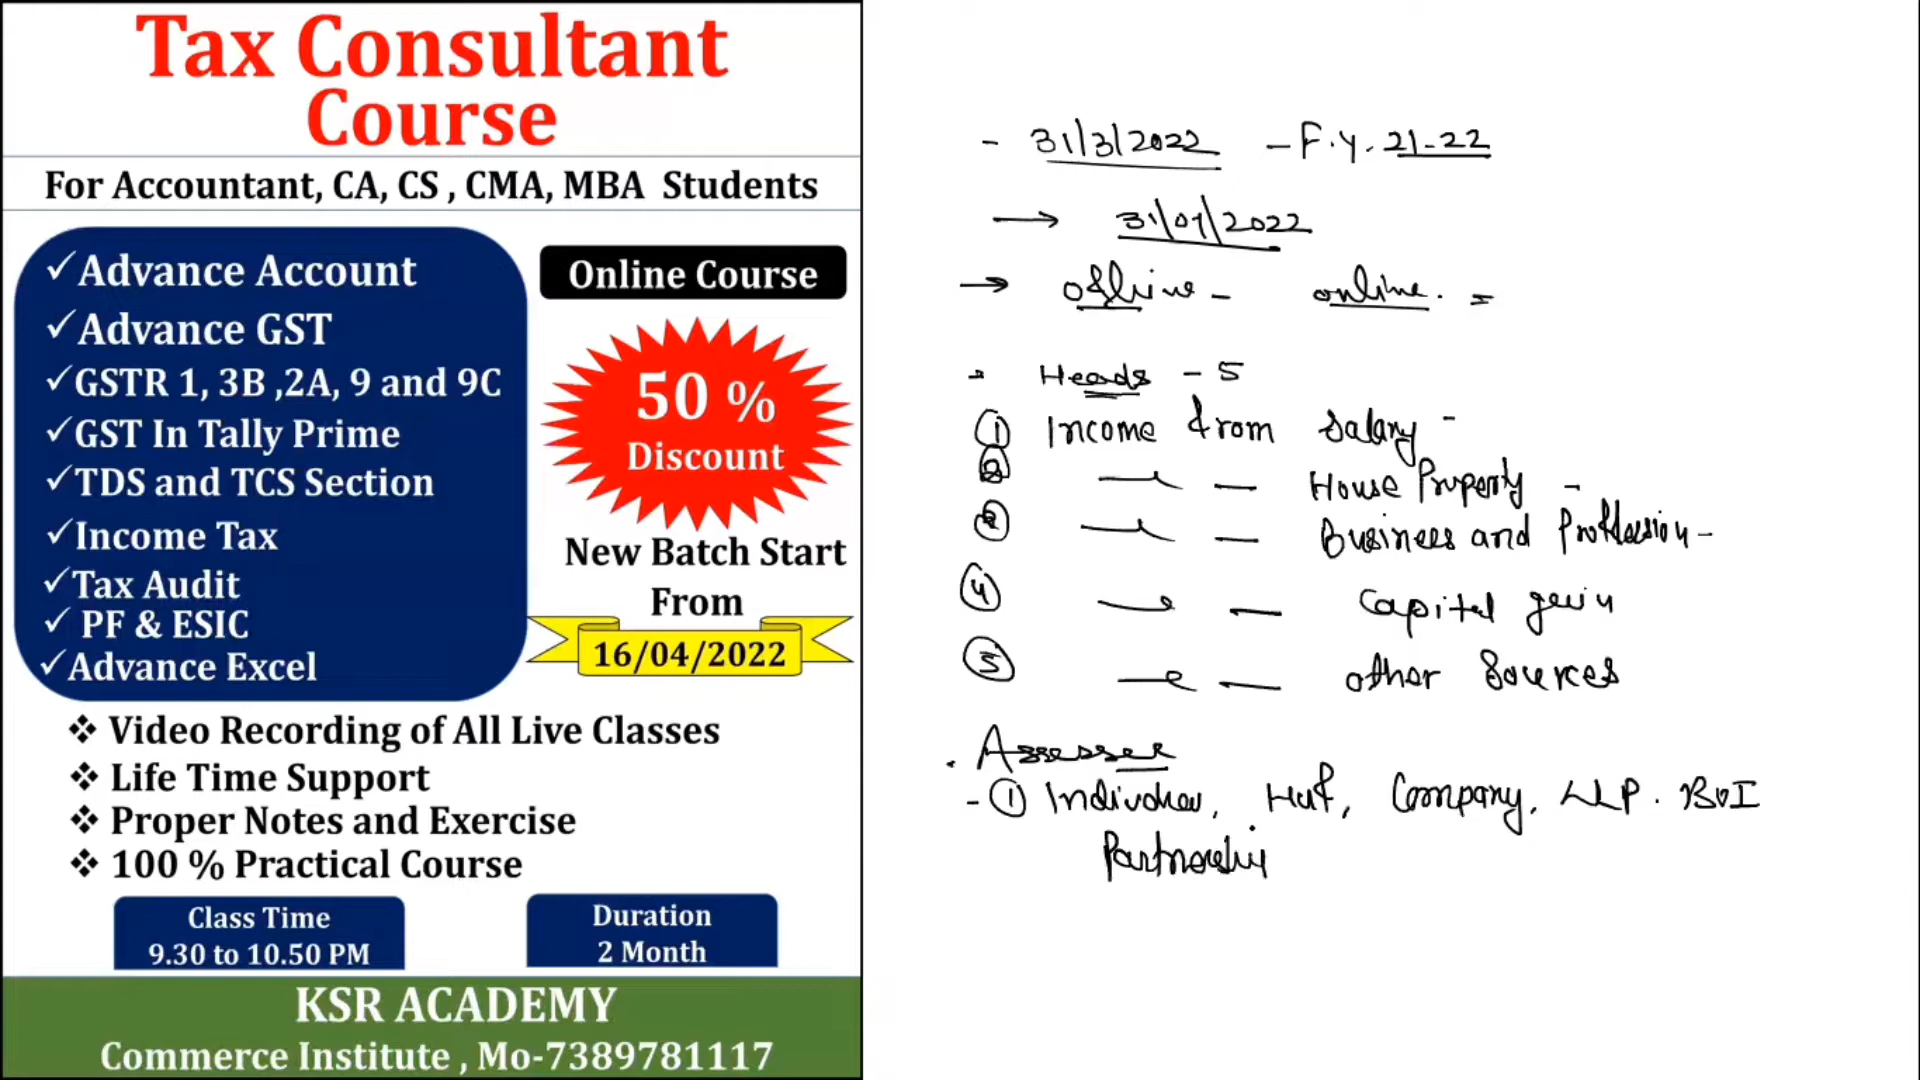 Tax Consultant
Course
For Accountant, CA, CS , CMA, MBA Students
✓Advance Account
✓Advance GST
✓GSTR 1, 3B ,2A, 9 and 9C
✓GST In Tally Prime
✓TDS and TCS Section
✓Income Tax
✓Tax Audit
✓ PF & ESIC
✓Advance Excel
Online Course
50 %
Discount
New Batch Start
From
16/04/2022
❖ Video Recording of All Live Classes
❖ Life Time Support
❖ Proper Notes and Exercise
❖ 100 % Practical Course
Class Time
9.30 to 10.50 PM
Duration
2 Month
KSR ACADEMY
Commerce Institute , Mo-7389781117
- 31/3/2022 - F.Y. 21-22
→ 31/07/2022
→ offline - online. =
- Heads - 5
① Income from Salary -
② — House Property -
— Business and Proffession -
④ — Capital gain
⑤ — other Sources
. Assessee
- ① Individual, Huf, Company, LLP. BOI
Partnership